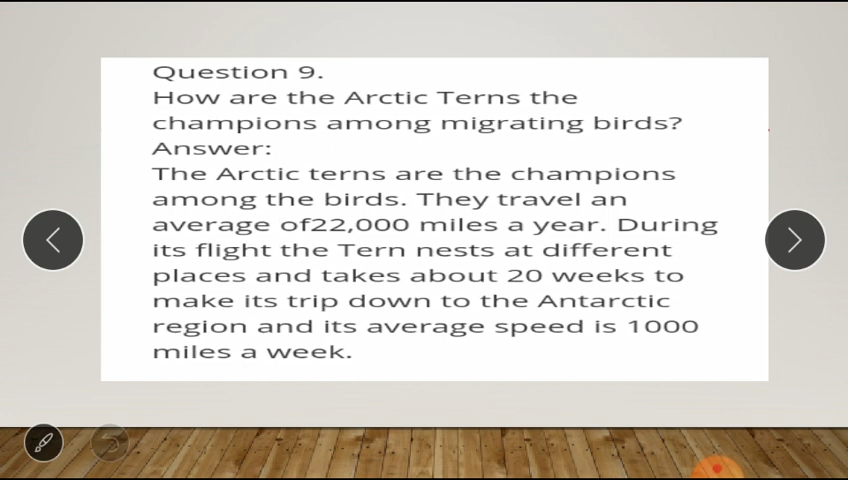 Question 9.
How are the Arctic Terns the
champions among migrating birds?
Answer:
The Arctic terns are the champions
among the birds. They travel an
average of22,000 miles a year. During
its flight the Tern nests at different
places and takes about 20 weeks to
make its trip down to the Antarctic
region and its average speed is 1000
miles a week.